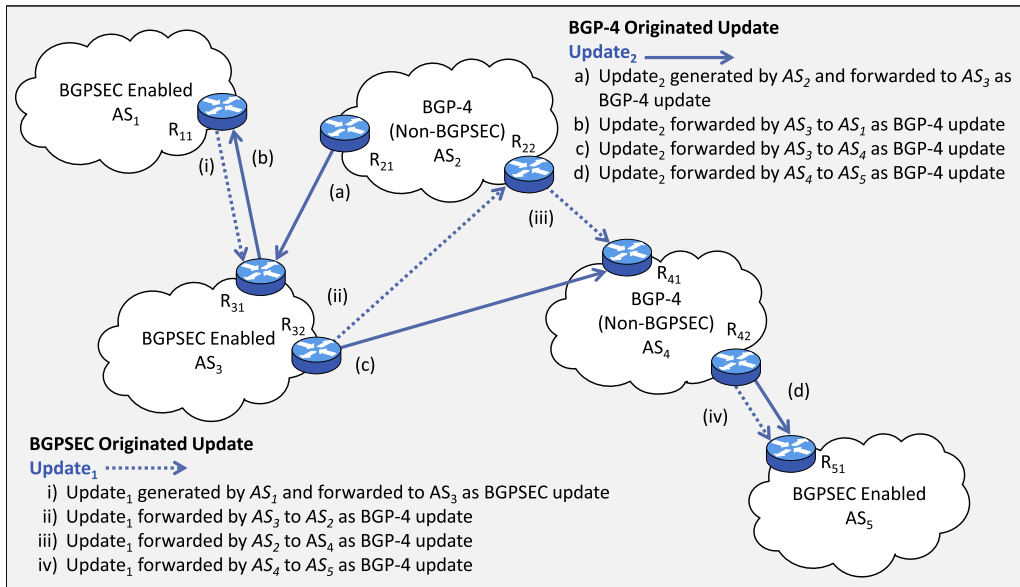 BGP-4 Originated Update
Update₂
a) Update₂ generated by AS₂ and forwarded to AS₃ as
BGP-4 update
b) Update₂ forwarded by AS₃ to AS₁ as BGP-4 update
c) Update₂ forwarded by AS₃ to AS₄ as BGP-4 update
d) Update₂ forwarded by AS₄ to AS₅ as BGP-4 update
BGPSEC Enabled
AS₁
R₁₁
(i)
(b)
BGP-4
(Non-BGPSEC)
AS₂
R₂₁
R₂₂
(a)
(iii)
(ii)
R₃₁
R₃₂
BGPSEC Enabled
AS₃
(c)
R₄₁
BGP-4
(Non-BGPSEC)
AS₄
R₄₂
(d)
(iv)
R₅₁
BGPSEC Enabled
AS₅
BGPSEC Originated Update
Update₁
i) Update₁ generated by AS₁ and forwarded to AS₃ as BGPSEC update
ii) Update₁ forwarded by AS₃ to AS₂ as BGP-4 update
iii) Update₁ forwarded by AS₂ to AS₄ as BGP-4 update
iv) Update₁ forwarded by AS₄ to AS₅ as BGP-4 update